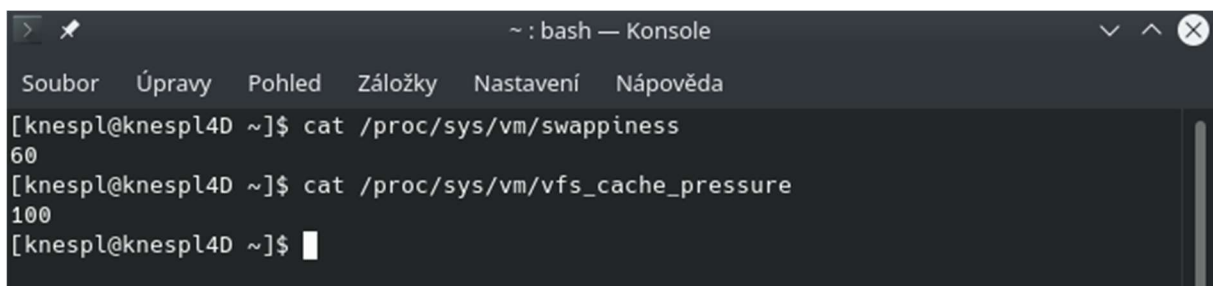 ~ : bash — Konsole
Soubor Úpravy Pohled Záložky Nastavení Nápověda
[knespl@knespl4D ~]$ cat /proc/sys/vm/swappiness
60
[knespl@knespl4D ~]$ cat /proc/sys/vm/vfs_cache_pressure
100
[knespl@knespl4D ~]$